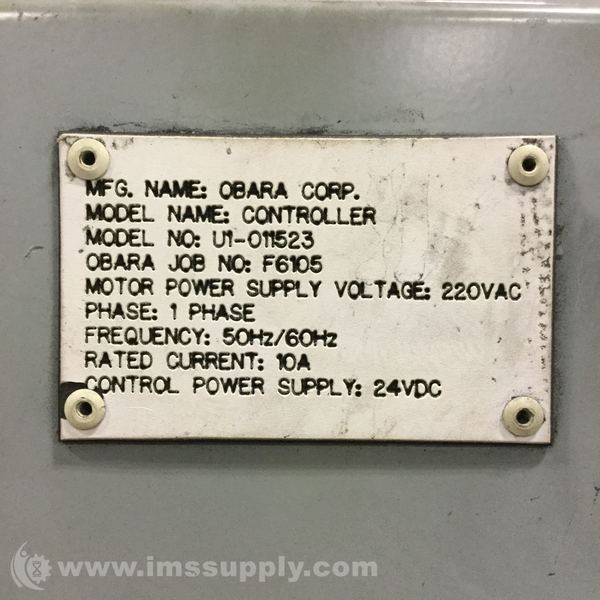 MFG. NAME: OBARA CORP.
MODEL NAME: CONTROLLER
MODEL NO: U1-011523
OBARA JOB NO: F6105
MOTOR POWER SUPPLY VOLTAGE: 220VAC
PHASE: 1 PHASE
FREQUENCY: 50Hz/60Hz
RATED CURRENT: 10A
CONTROL POWER SUPPLY: 24VDC
www.imssupply.com